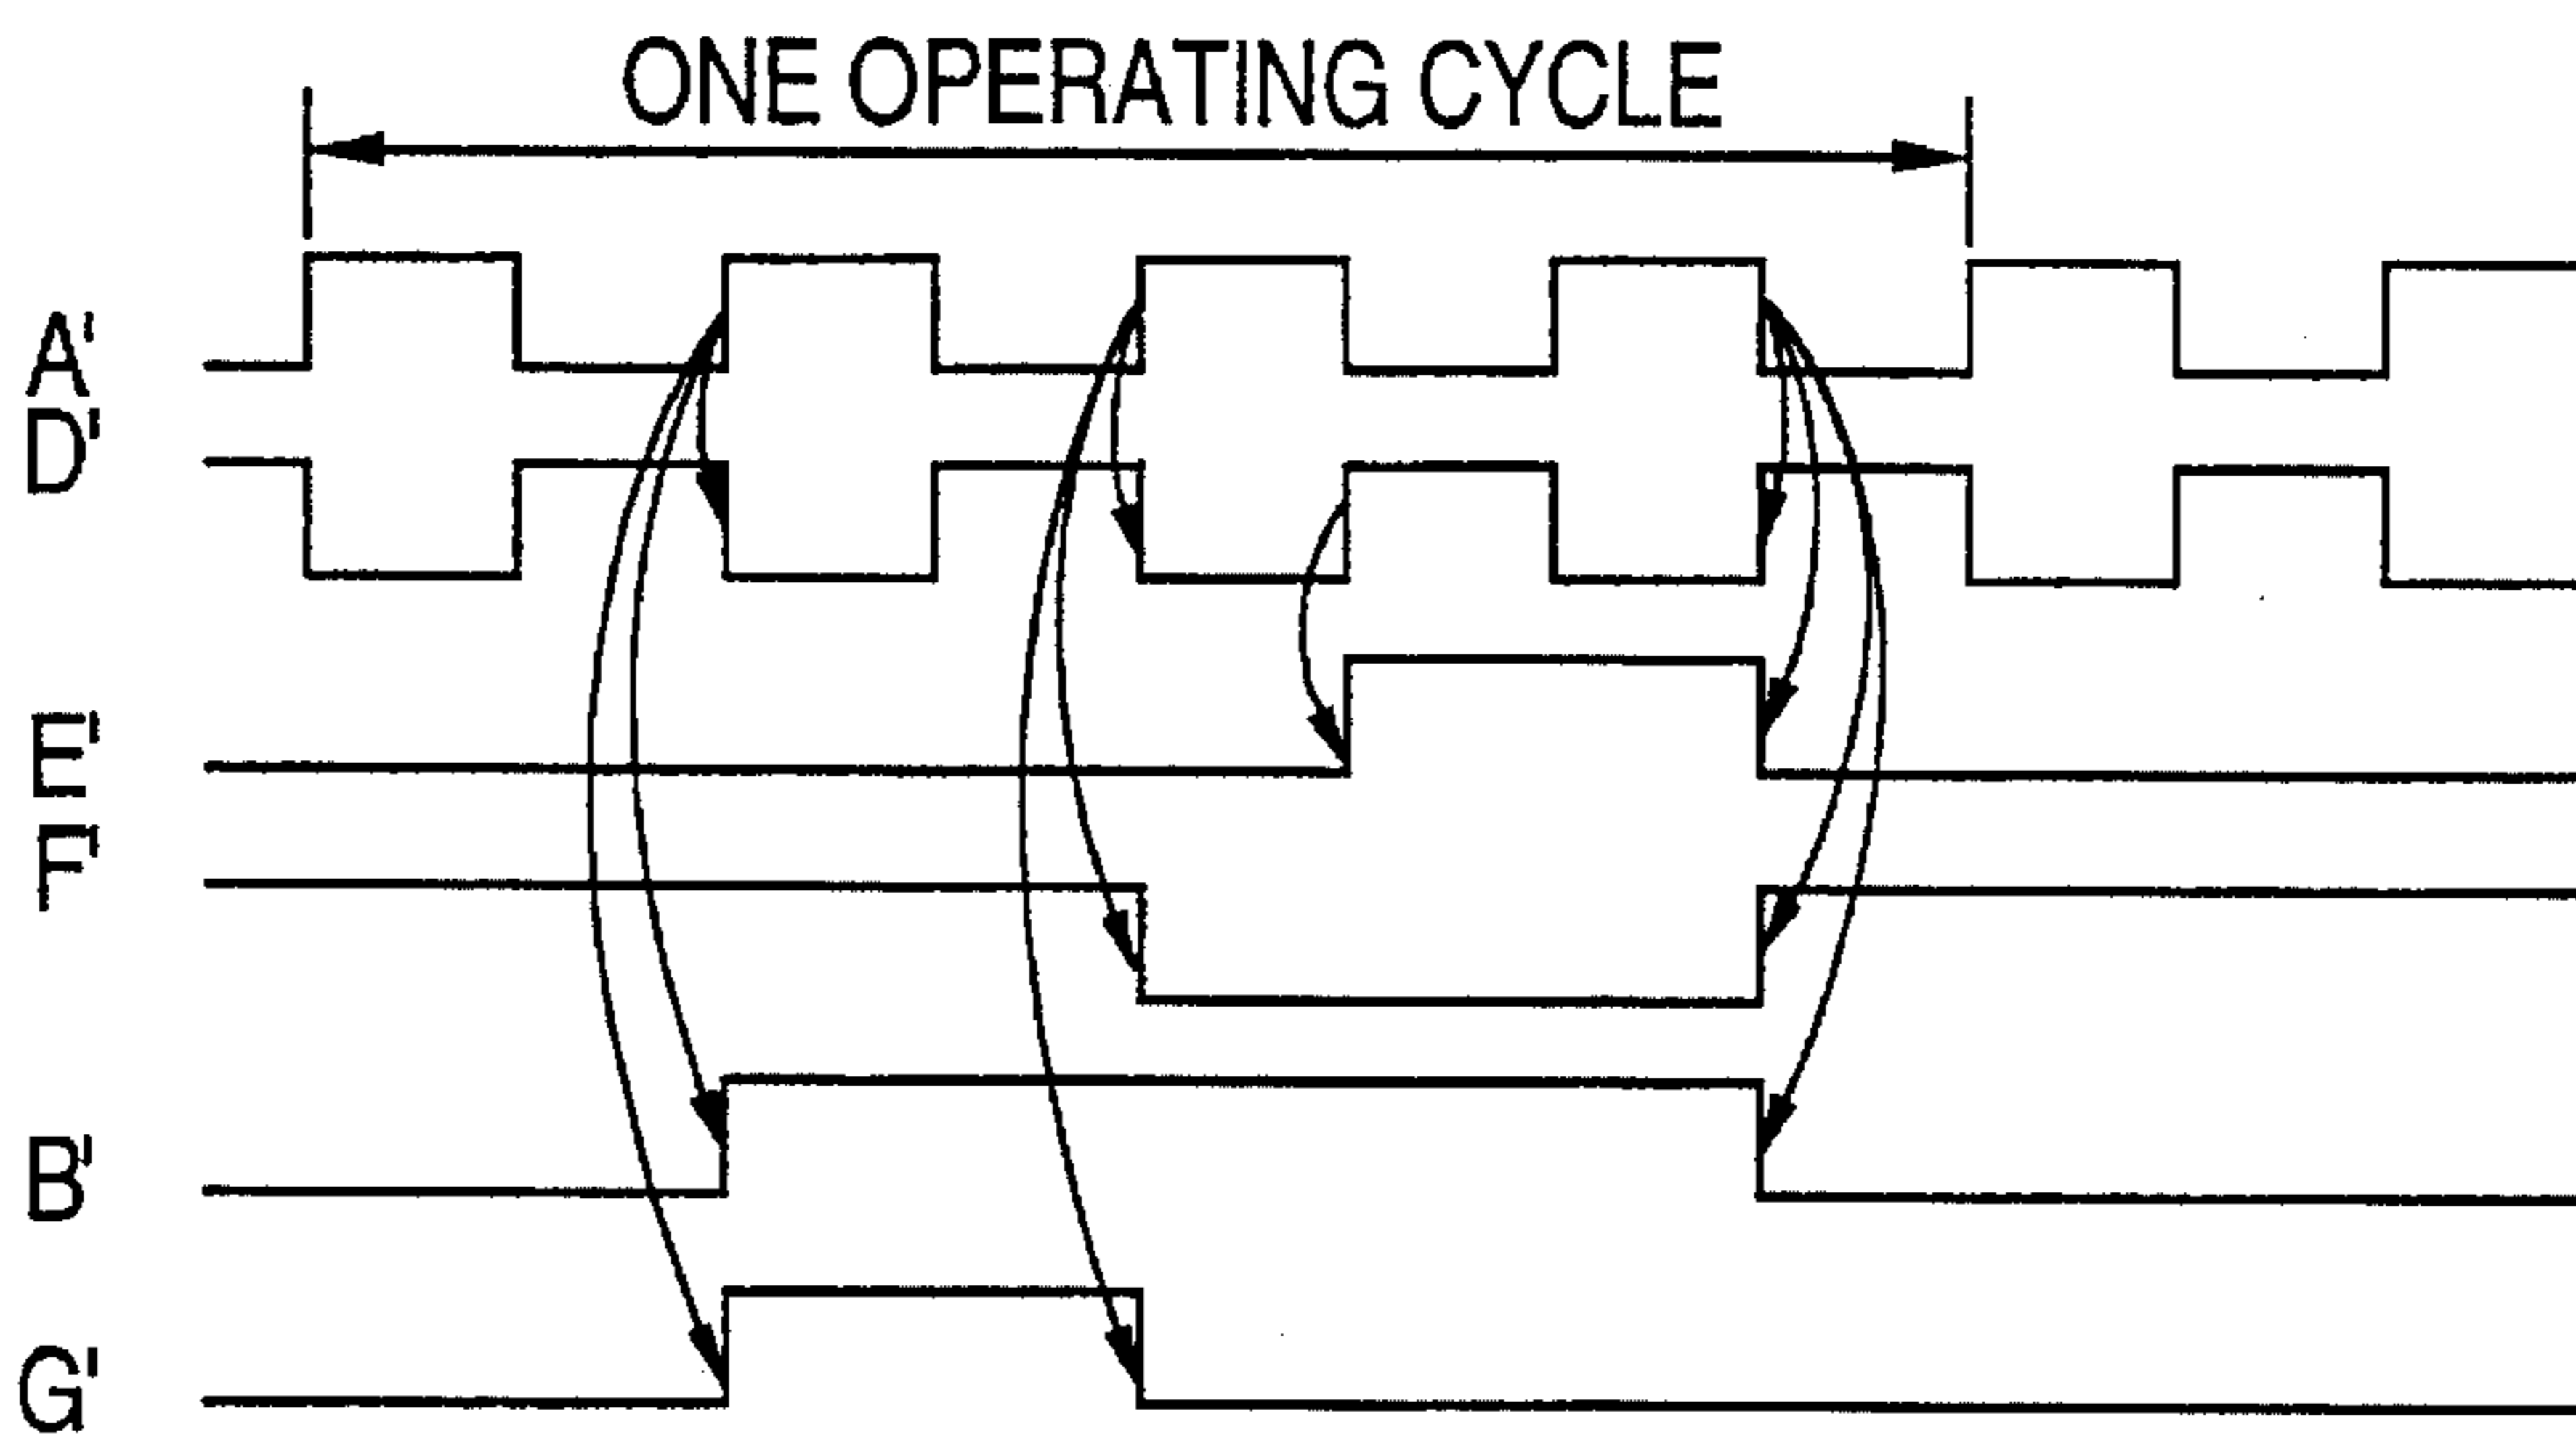 ONE OPERATING CYCLE
A'
D'
E'
F'
B'
G'